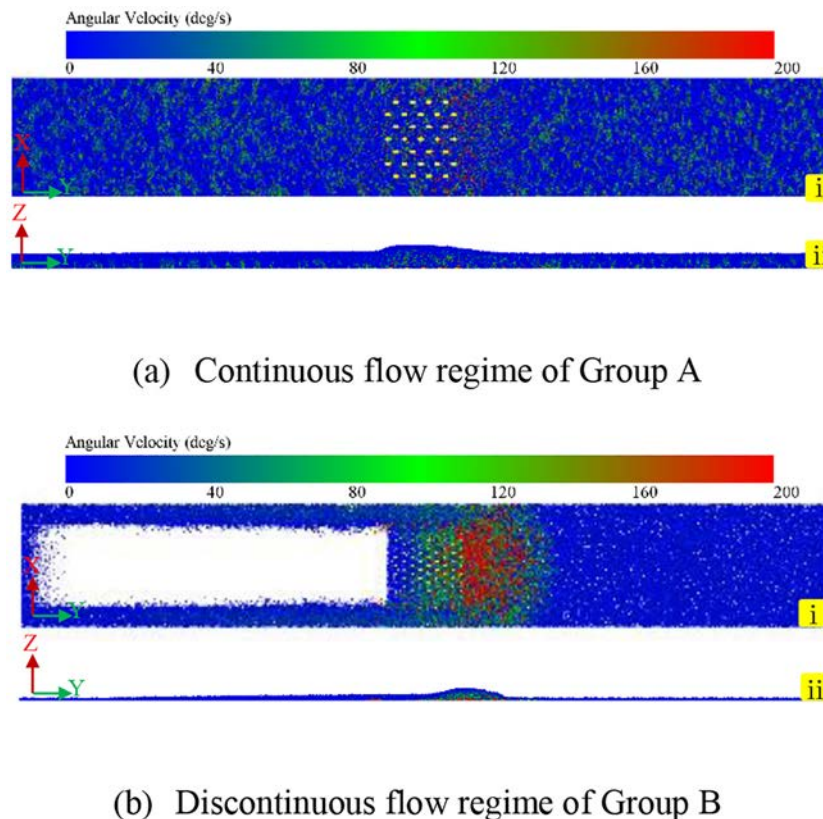 Angular Velocity (deg/s)
0 40 80 120 160 200
X
Y
i
Z
Y
ii
(a) Continuous flow regime of Group A
Angular Velocity (deg/s)
0 40 80 120 160 200
X
Y
i
Z
Y
ii
(b) Discontinuous flow regime of Group B